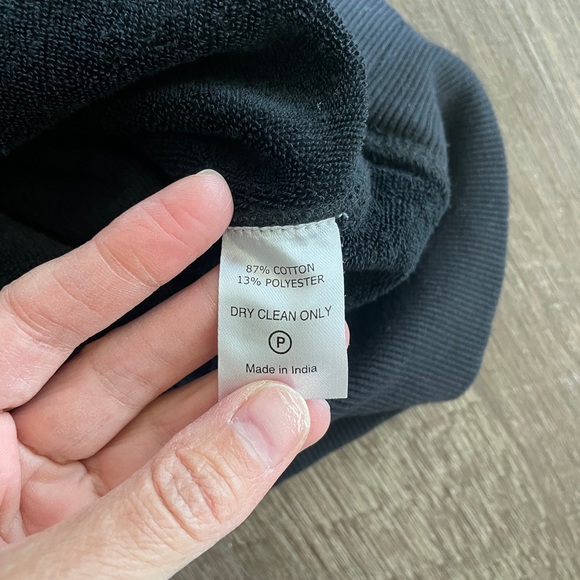 87% COTTON
13% POLYESTER
DRY CLEAN ONLY
P
Made in India